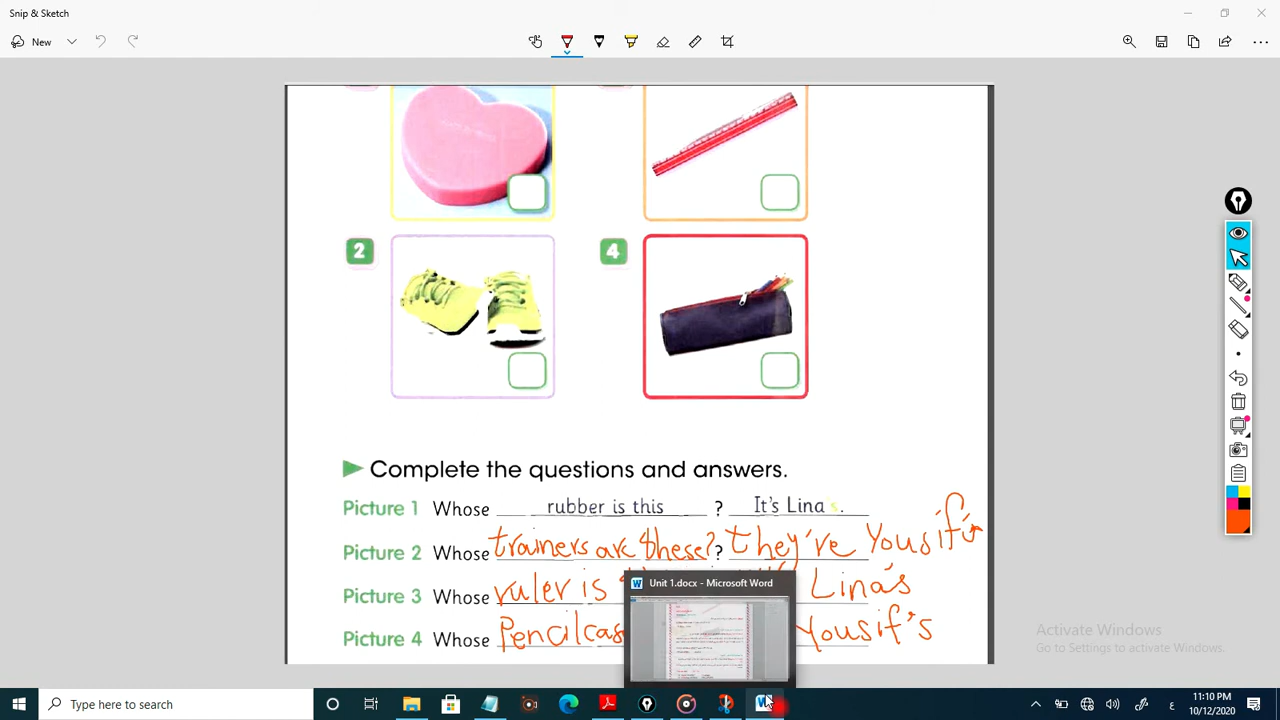 Snip & Sketch
New
2
4
Complete the questions and answers.
Picture 1 Whose rubber is this ? It's Lina s.
Picture 2 Whose trainers are these? ? they're Yousif's
Picture 3 Whose ruler is Lina's
Picture 4 Whose Pencilcas Yousif's
Unit 1.docx - Microsoft Word
Activate Windows
Go to Settings to activate Windows.
Type here to search
11:10 PM
10/12/2020